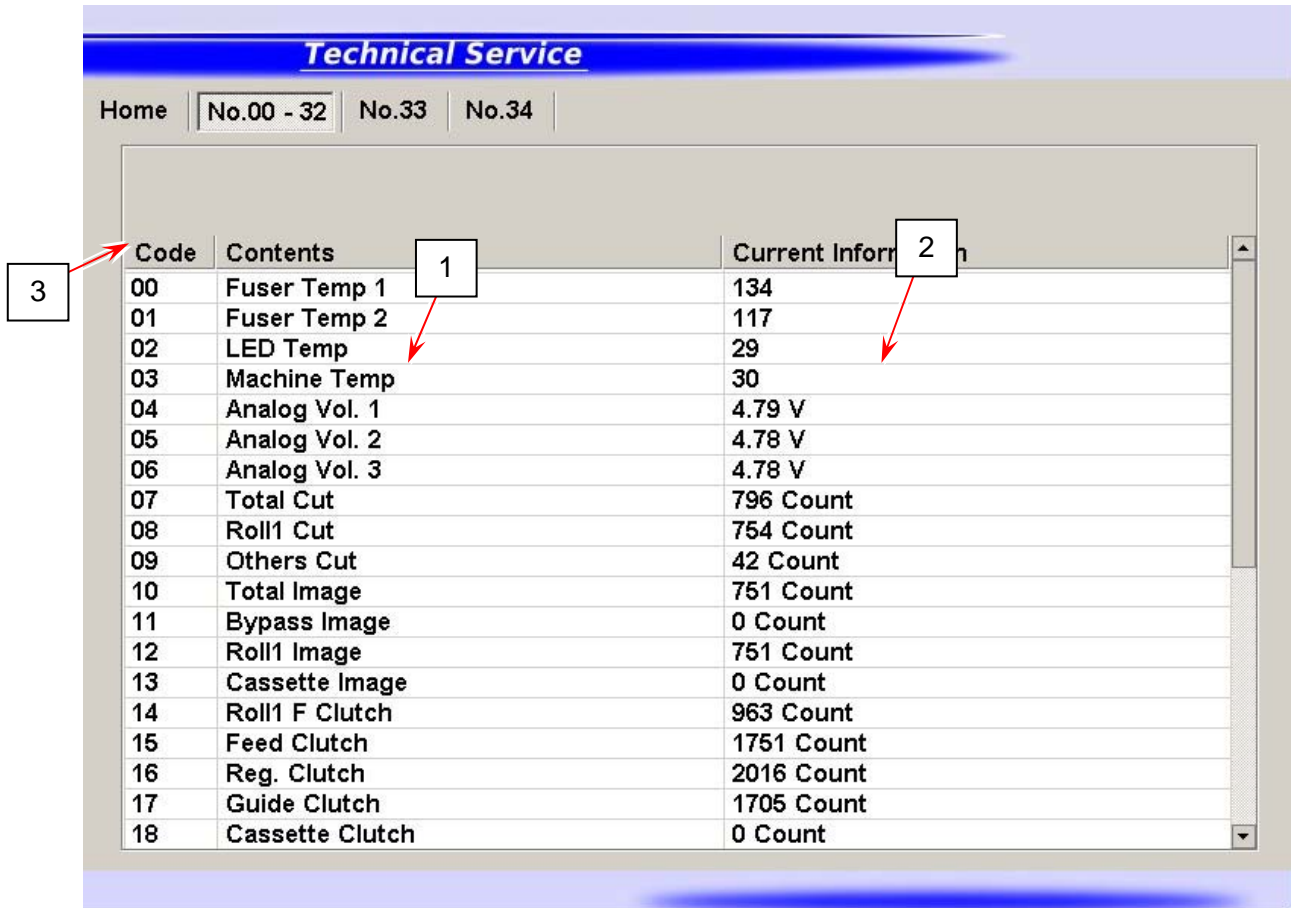 Technical Service
Home No.00 - 32 No.33 No.34
Code Contents Current Infor n
1
2
3
00 Fuser Temp 1 134
01 Fuser Temp 2 117
02 LED Temp 29
03 Machine Temp 30
04 Analog Vol. 1 4.79 V
05 Analog Vol. 2 4.78 V
06 Analog Vol. 3 4.78 V
07 Total Cut 796 Count
08 Roll1 Cut 754 Count
09 Others Cut 42 Count
10 Total Image 751 Count
11 Bypass Image 0 Count
12 Roll1 Image 751 Count
13 Cassette Image 0 Count
14 Roll1 F Clutch 963 Count
15 Feed Clutch 1751 Count
16 Reg. Clutch 2016 Count
17 Guide Clutch 1705 Count
18 Cassette Clutch 0 Count